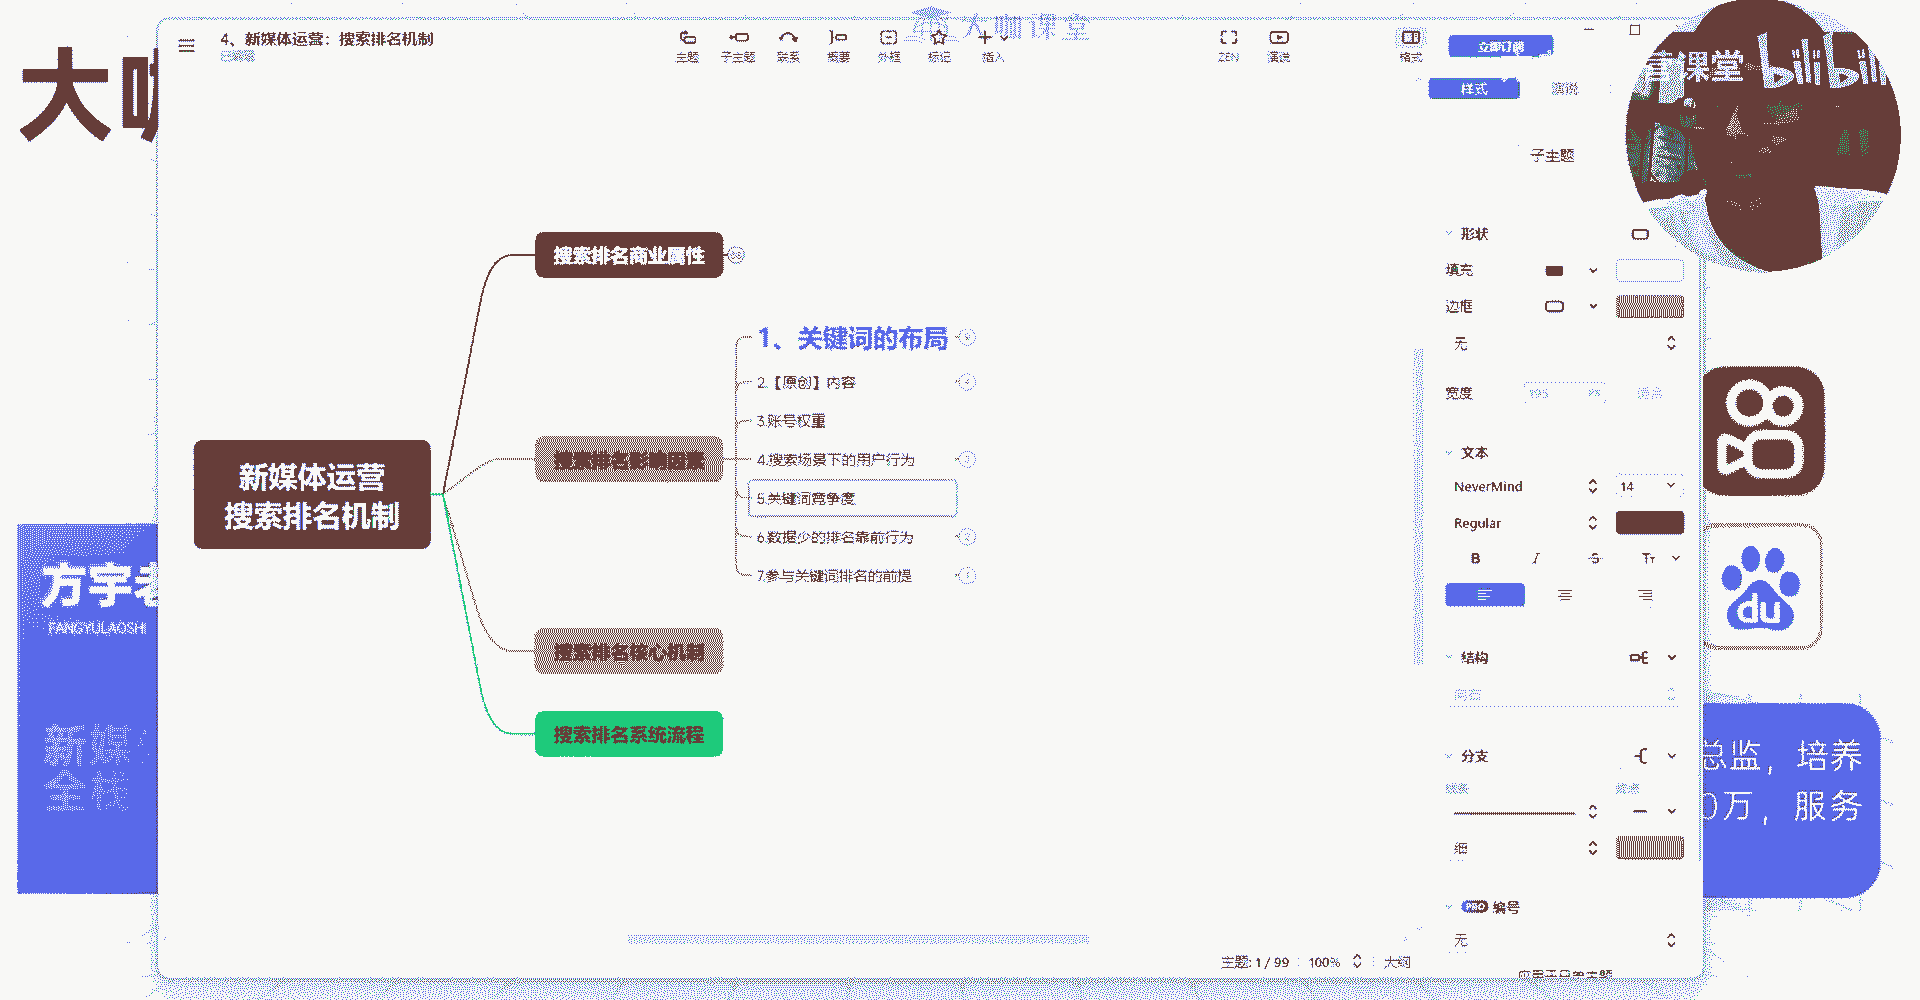 大咖课堂
4、新媒体运营：搜索排名机制
已编辑
主题
子主题
联系
概要
外框
标记
插入
ZEN
演说
格式
立即订阅
样式
演说
育课堂 bilibili
大咖
子主题
搜索排名商业属性
形状
填充
边框
无
宽度
1、关键词的布局
2.【原创】内容
3.账号权重
4.搜索场景下的用户行为
5.关键词竞争度
6.数据少的排名靠前行为
7.参与关键词排名的前提
搜索排名影响因素
新媒体运营
搜索排名机制
搜索排名核心机制
搜索排名系统流程
文本
NeverMind
14
Regular
B
I
S
Tт
结构
分支
细
PRO 编号
无
du
方宇老
FANGYULAOSHI
新媒
全栈
总监，培养
0万，服务
主题: 1 / 99
100%
大纲